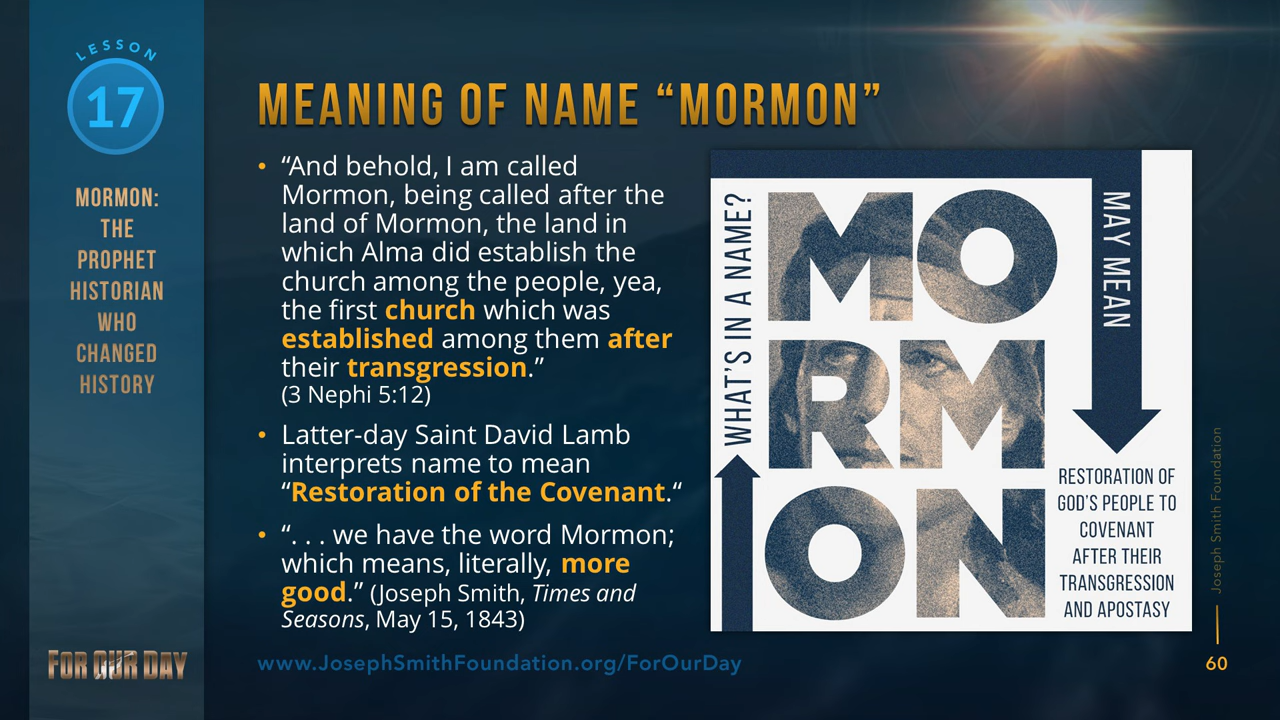 LESSON
17
MORMON:
THE
PROPHET
HISTORIAN
WHO
CHANGED
HISTORY
FOR OUR DAY
MEANING OF NAME “MORMON”
• “And behold, I am called
Mormon, being called after the
land of Mormon, the land in
which Alma did establish the
church among the people, yea,
the first church which was
established among them after
their transgression.”
(3 Nephi 5:12)
• Latter-day Saint David Lamb
interprets name to mean
“Restoration of the Covenant.“
• “. . . we have the word Mormon;
which means, literally, more
good.” (Joseph Smith, Times and
Seasons, May 15, 1843)
www.JosephSmithFoundation.org/ForOurDay
WHAT’S IN A NAME?
MO
RM
ON
MAY MEAN
RESTORATION OF
GOD’S PEOPLE TO
COVENANT
AFTER THEIR
TRANSGRESSION
AND APOSTASY
Joseph Smith Foundation
60